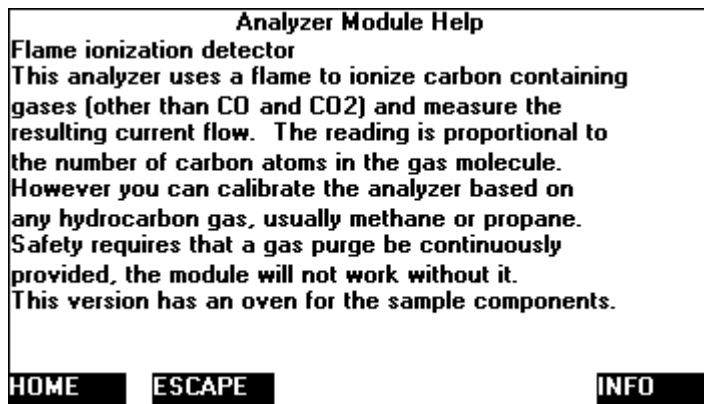 Analyzer Module Help
Flame ionization detector
This analyzer uses a flame to ionize carbon containing
gases (other than CO and CO2) and measure the
resulting current flow.  The reading is proportional to
the number of carbon atoms in the gas molecule.
However you can calibrate the analyzer based on
any hydrocarbon gas, usually methane or propane.
Safety requires that a gas purge be continuously
provided, the module will not work without it.
This version has an oven for the sample components.
HOME ESCAPE INFO